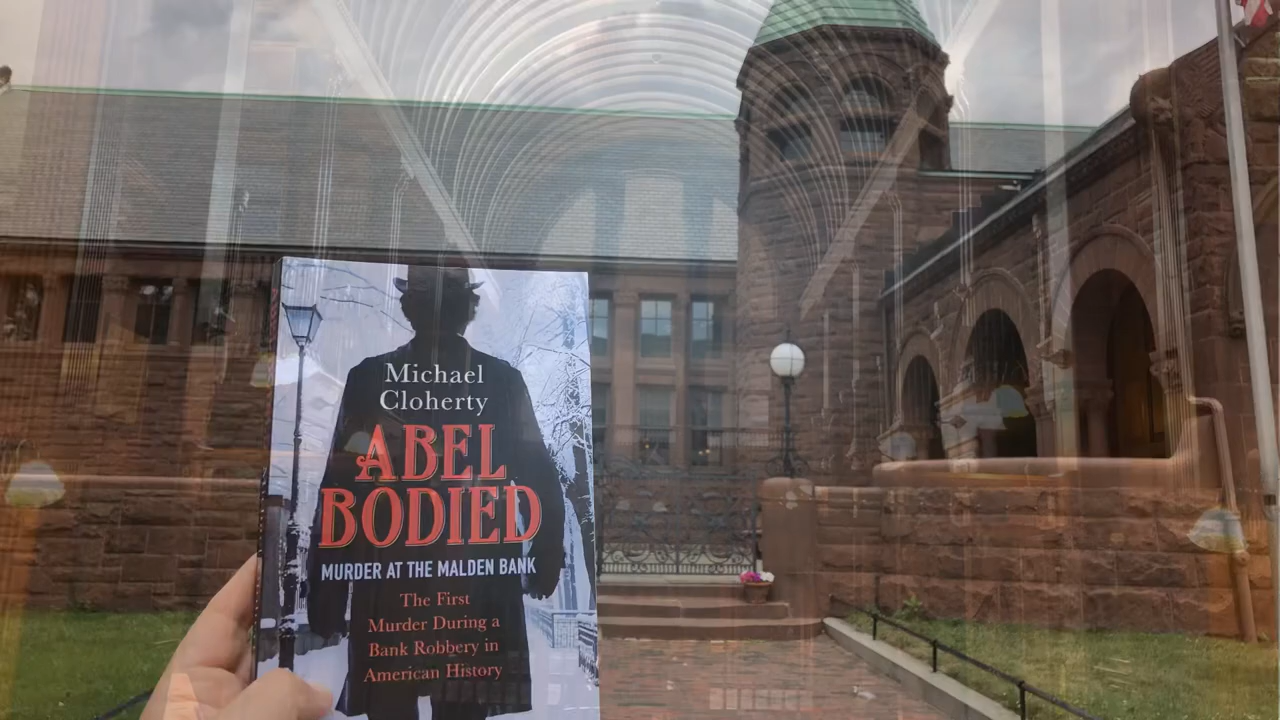 Michael
Cloherty
ABEL
BODIED
MURDER AT THE MALDEN BANK
The First
Murder During a
Bank Robbery in
American History